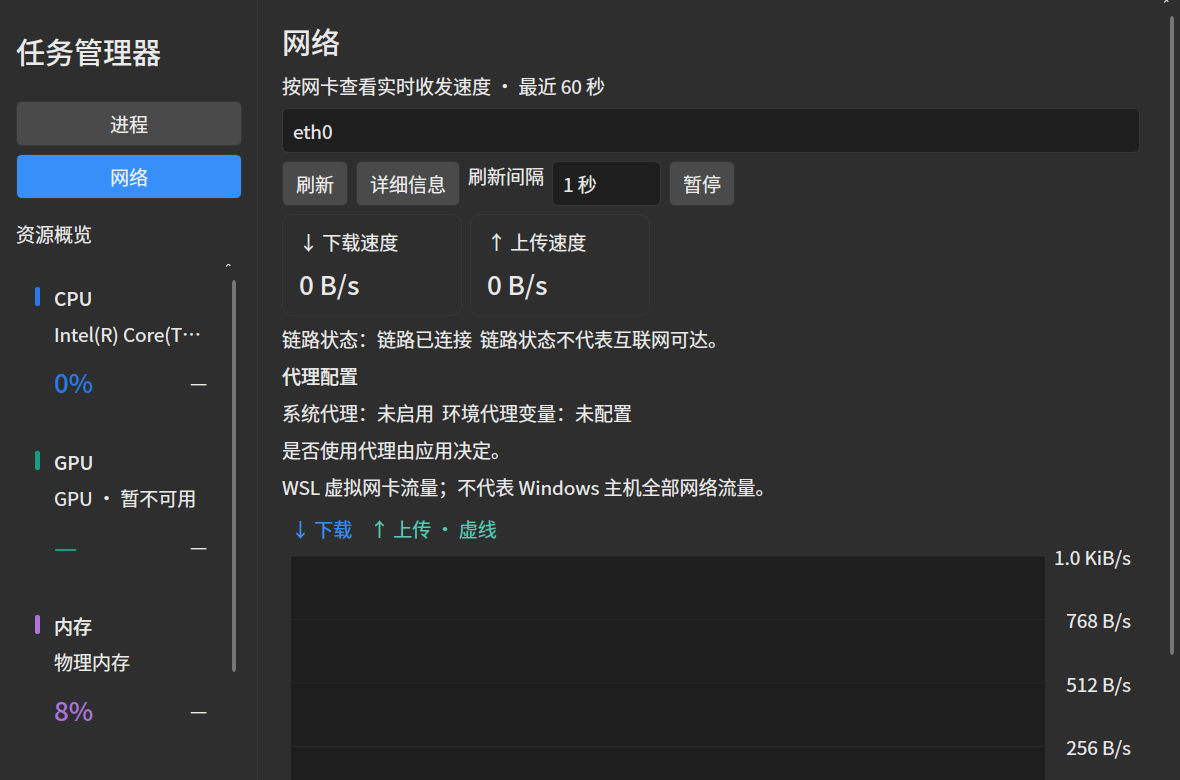 任务管理器
进程
网络
资源概览
CPU
Intel(R) Core(T…
0% —
GPU
GPU • 暂不可用
— —
内存
物理内存
8% —
网络
按网卡查看实时收发速度 • 最近 60 秒
eth0
刷新 详细信息 刷新间隔 1 秒 暂停
↓ 下载速度 ↑ 上传速度
0 B/s 0 B/s
链路状态：链路已连接 链路状态不代表互联网可达。
代理配置
系统代理：未启用 环境代理变量：未配置
是否使用代理由应用决定。
WSL 虚拟网卡流量；不代表 Windows 主机全部网络流量。
↓ 下载 ↑ 上传 • 虚线
1.0 KiB/s
768 B/s
512 B/s
256 B/s